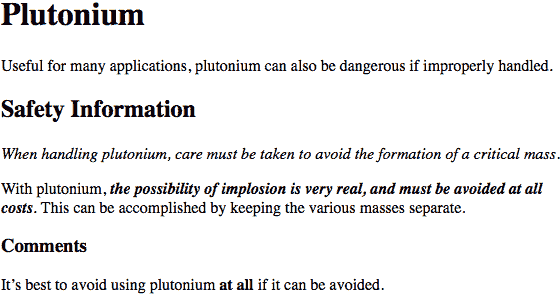 Plutonium
Useful for many applications, plutonium can also be dangerous if improperly handled.
Safety Information
When handling plutonium, care must be taken to avoid the formation of a critical mass.
With plutonium, the possibility of implosion is very real, and must be avoided at all
costs. This can be accomplished by keeping the various masses separate.
Comments
It’s best to avoid using plutonium at all if it can be avoided.